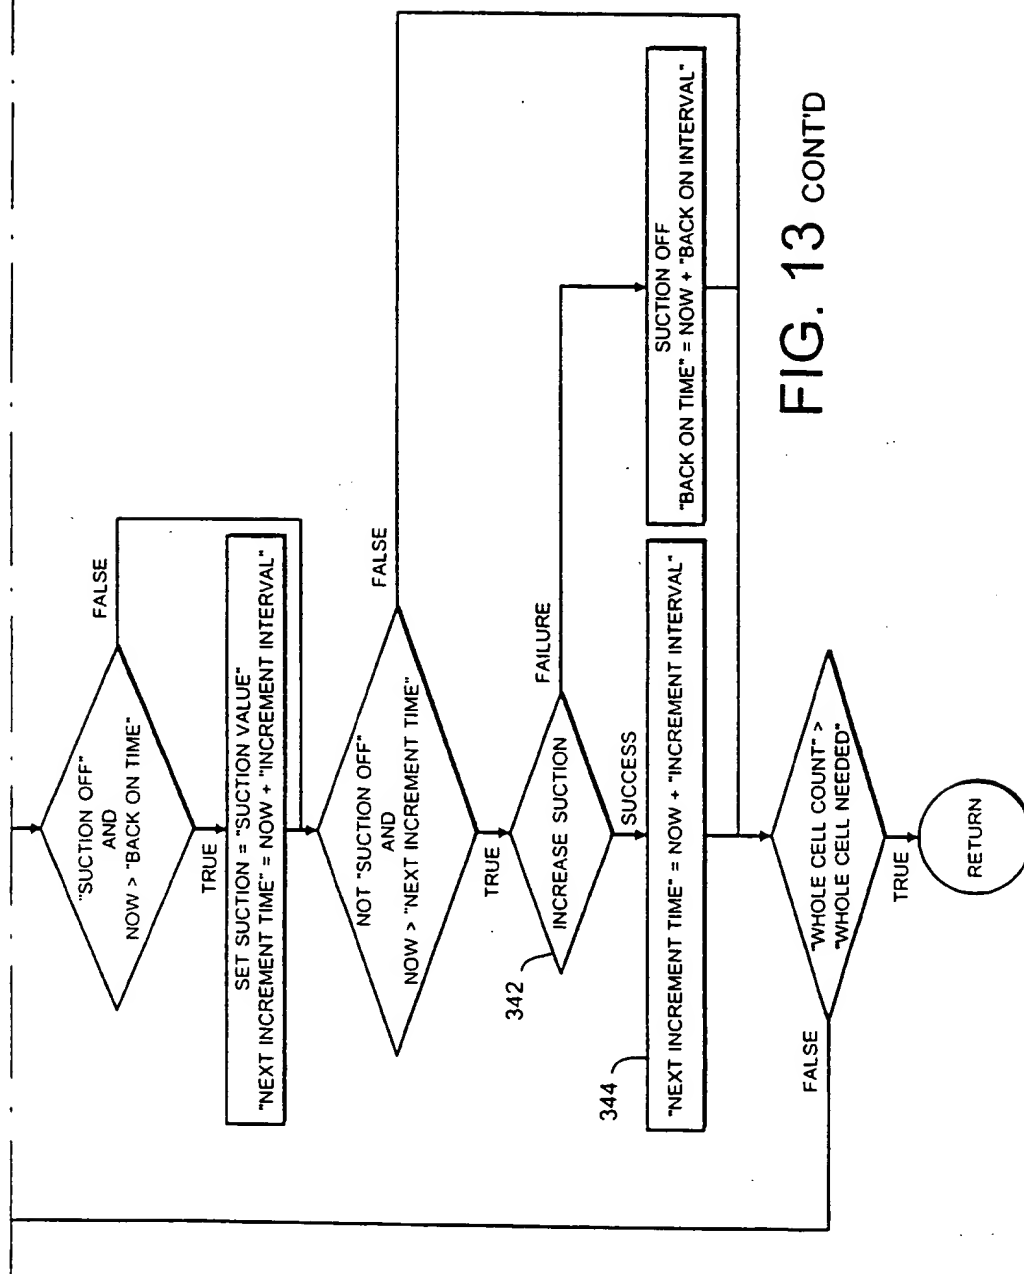 "SUCTION OFF"
AND
NOW > "BACK ON TIME"
FALSE
TRUE
SET SUCTION = "SUCTION VALUE"
"NEXT INCREMENT TIME" = NOW + "INCREMENT INTERVAL"
NOT "SUCTION OFF"
AND
NOW > "NEXT INCREMENT TIME"
FALSE
TRUE
342
INCREASE SUCTION
FAILURE
SUCCESS
344
"NEXT INCREMENT TIME" = NOW + "INCREMENT INTERVAL"
SUCTION OFF
"BACK ON TIME" = NOW + "BACK ON INTERVAL"
"WHOLE CELL COUNT" >
"WHOLE CELL NEEDED"
FALSE
TRUE
RETURN
FIG. 13 CONT'D